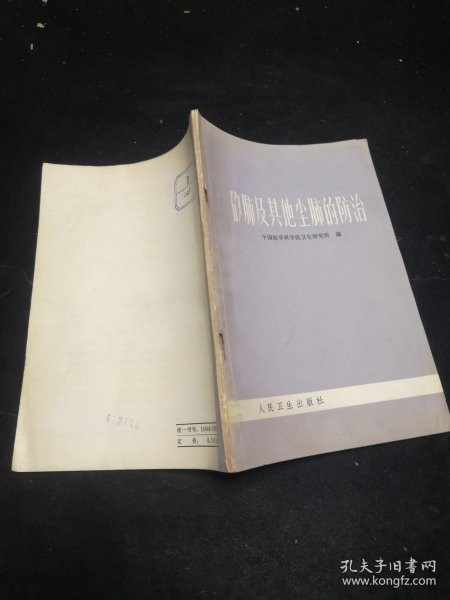 矽肺及其他尘肺的防治
中国医学科学院卫生研究所 编
人民卫生出版社
统一书号:
定价:
孔夫子旧书网
www.kongfz.com